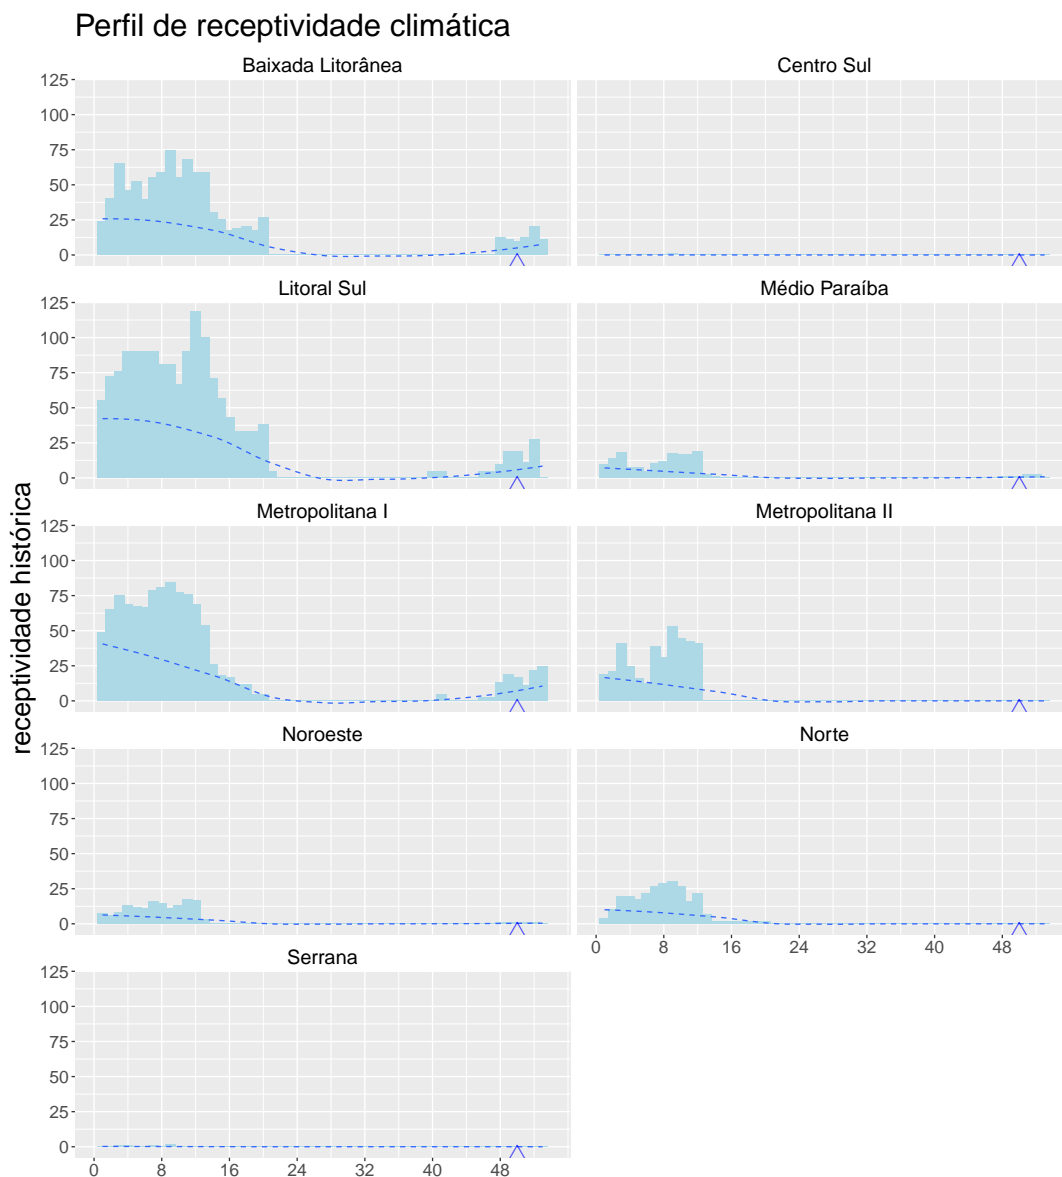 Perfil de receptividade climática
Baixada Litorânea
Centro Sul
125
100
75
50
25
0
Litoral Sul
Médio Paraíba
125
100
75
50
25
0
Metropolitana I
Metropolitana II
125
100
75
50
25
0
receptividade histórica
Noroeste
Norte
125
100
75
50
25
0
0 8 16 24 32 40 48
Serrana
125
100
75
50
25
0
0 8 16 24 32 40 48